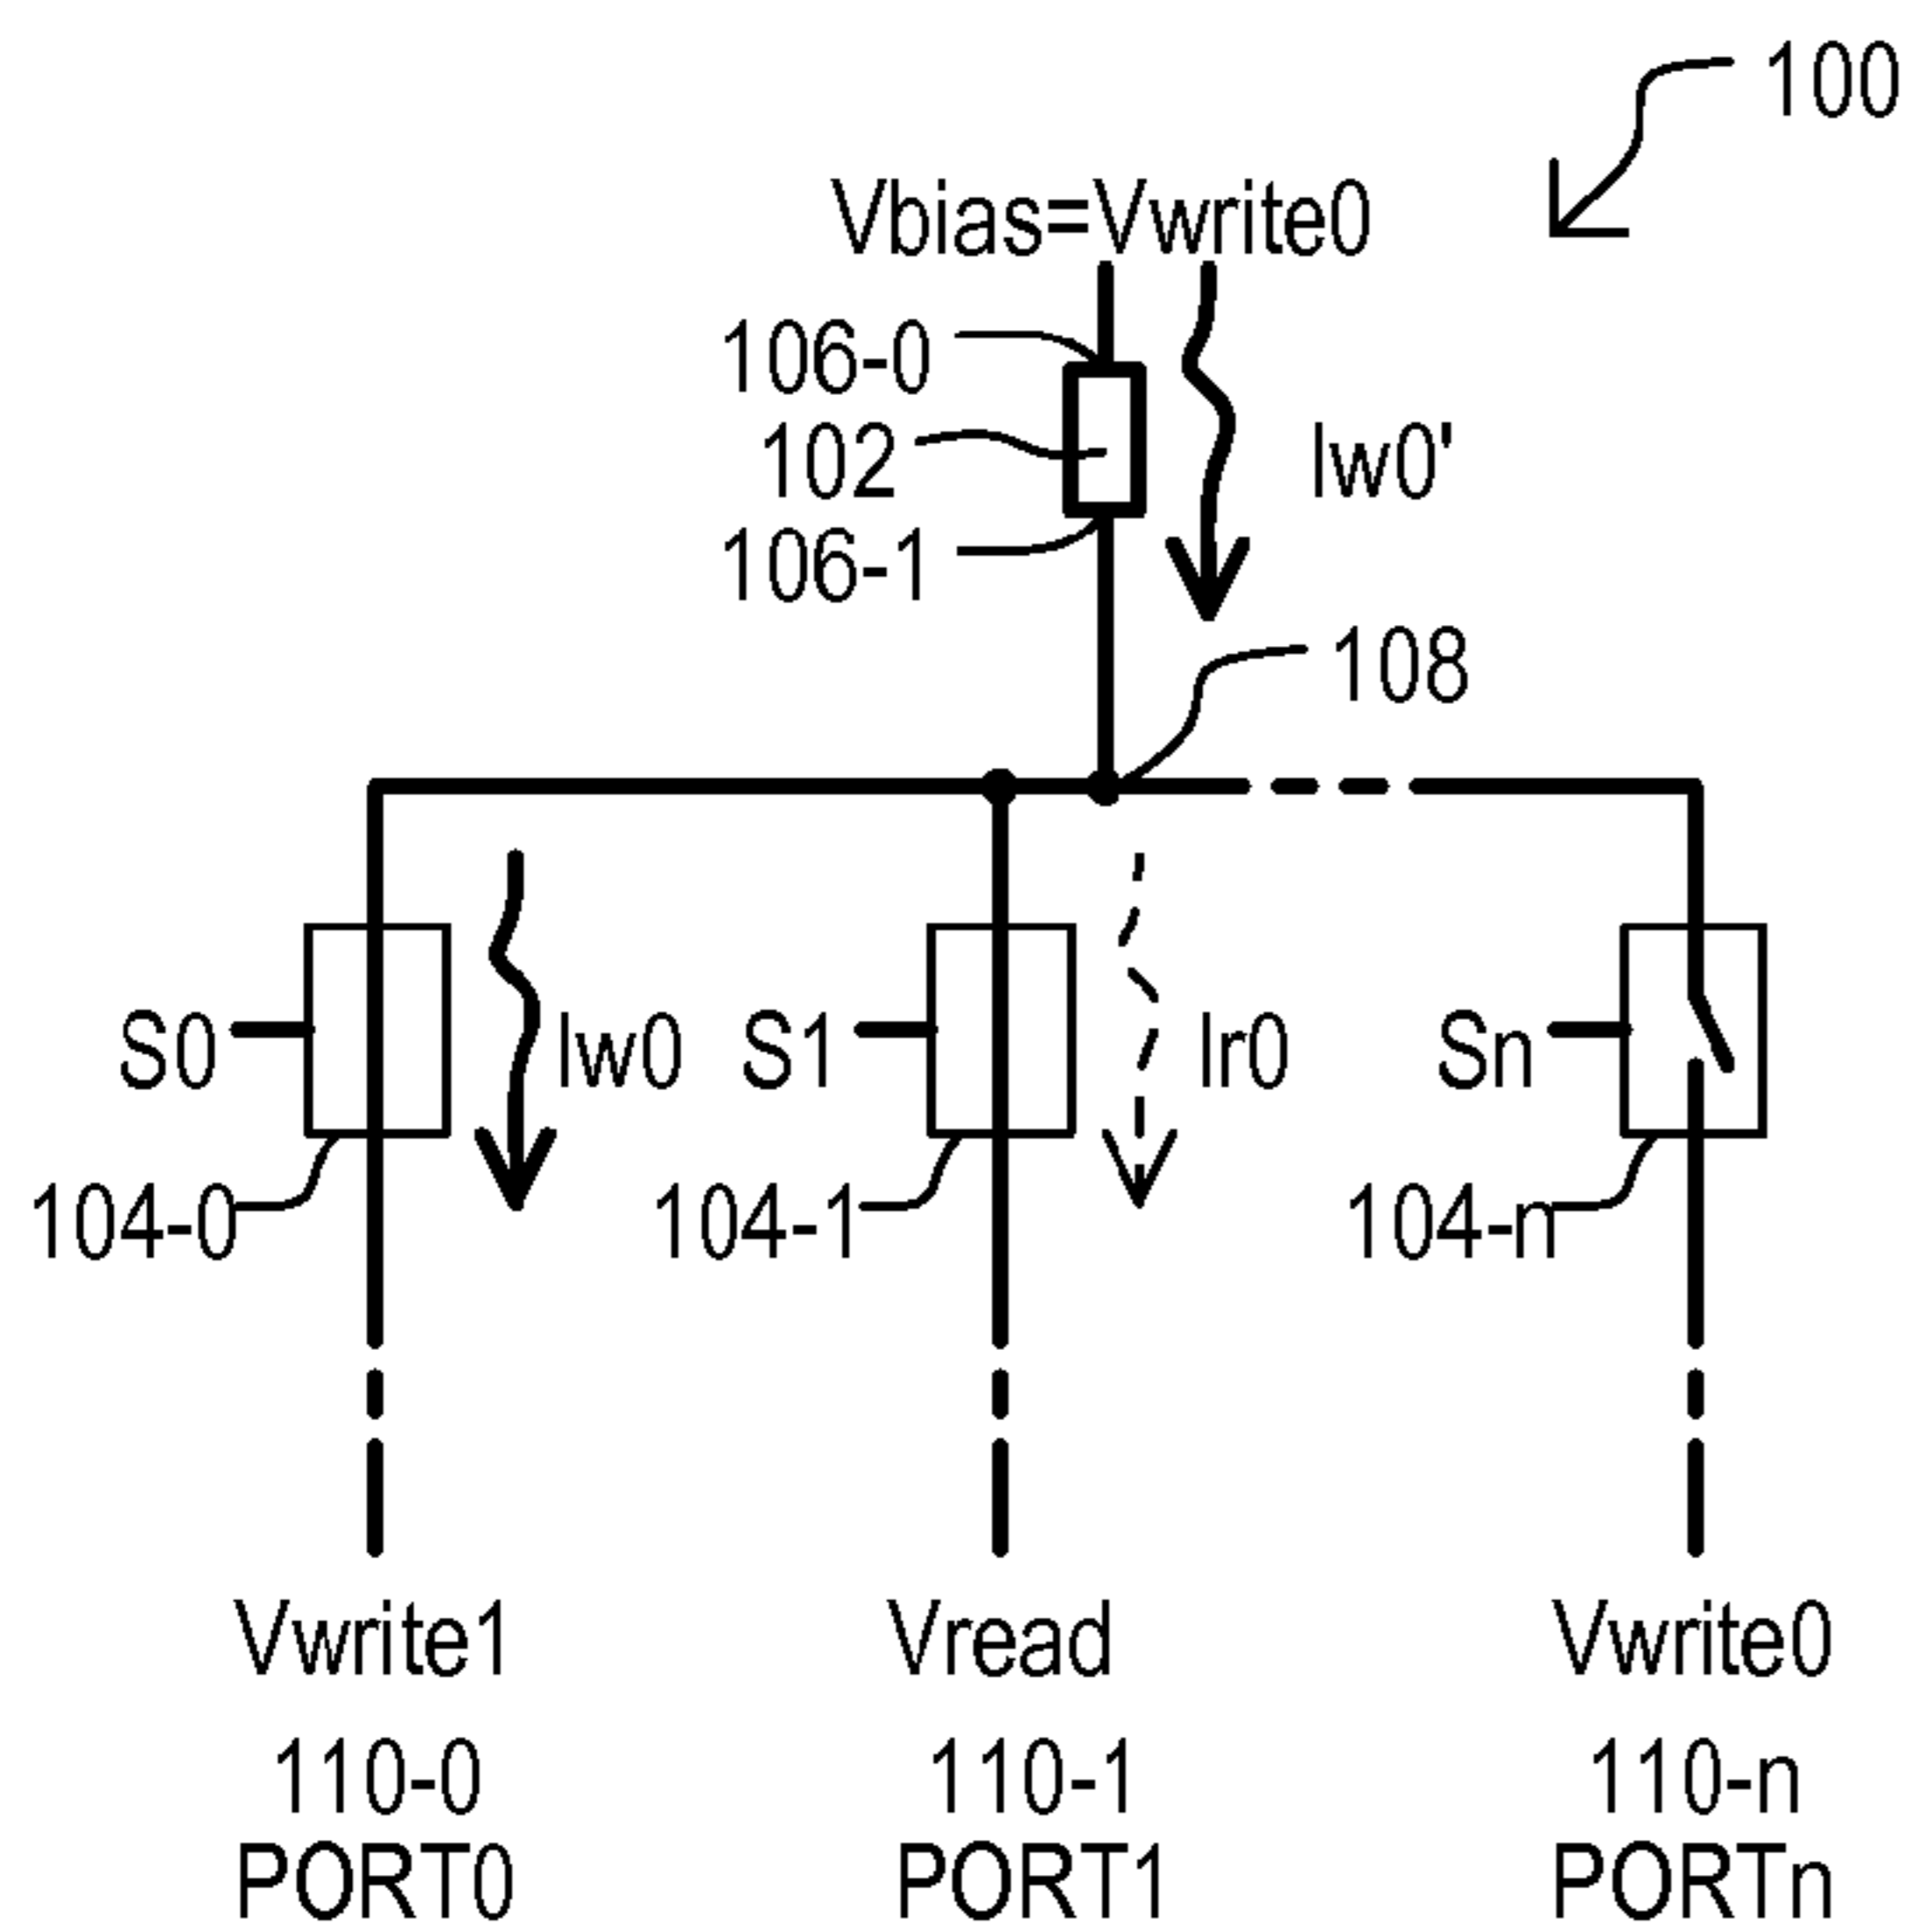 100
Vbias=Vwrite0
106-0
102
Iw0'
106-1
108
S0
Iw0
S1
Ir0
Sn
104-0
104-1
104-n
Vwrite1
Vread
Vwrite0
110-0
110-1
110-n
PORT0
PORT1
PORTn